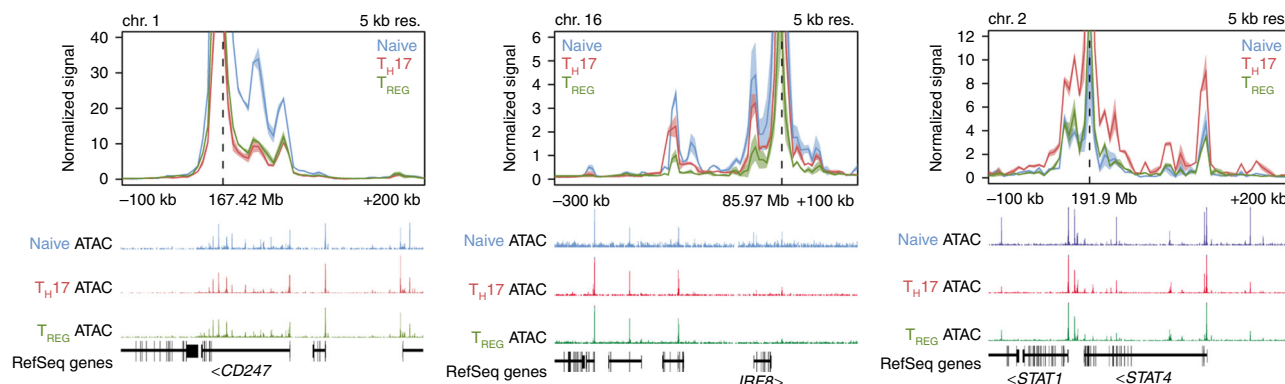 chr. 1 5 kb res.
Normalized signal
40
30
20
10
0
Naive
TH17
TREG
–100 kb 167.42 Mb +200 kb
Naive ATAC
TH17 ATAC
TREG ATAC
RefSeq genes
<CD247
chr. 16 5 kb res.
Normalized signal
6
5
4
3
2
1
0
Naive
TH17
TREG
–300 kb 85.97 Mb +100 kb
Naive ATAC
TH17 ATAC
TREG ATAC
RefSeq genes
IRF8>
chr. 2 5 kb res.
Normalized signal
12
10
8
6
4
2
0
Naive
TH17
TREG
–100 kb 191.9 Mb +200 kb
Naive ATAC
TH17 ATAC
TREG ATAC
RefSeq genes
<STAT1 <STAT4